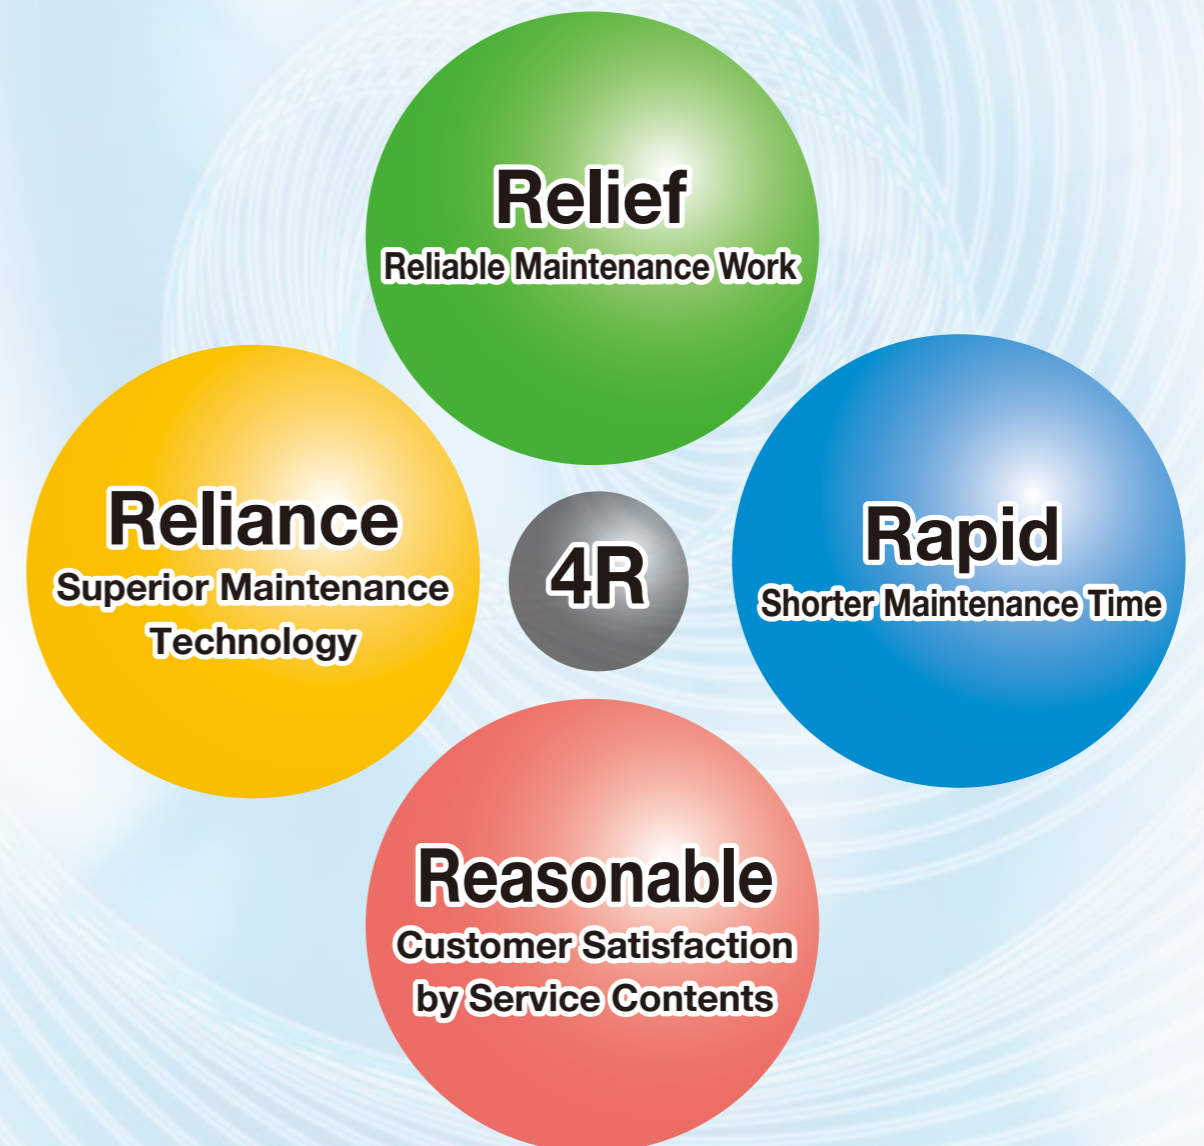 Relief
Reliable Maintenance Work
Reliance
Superior Maintenance
Technology
4R
Rapid
Shorter Maintenance Time
Reasonable
Customer Satisfaction
by Service Contents